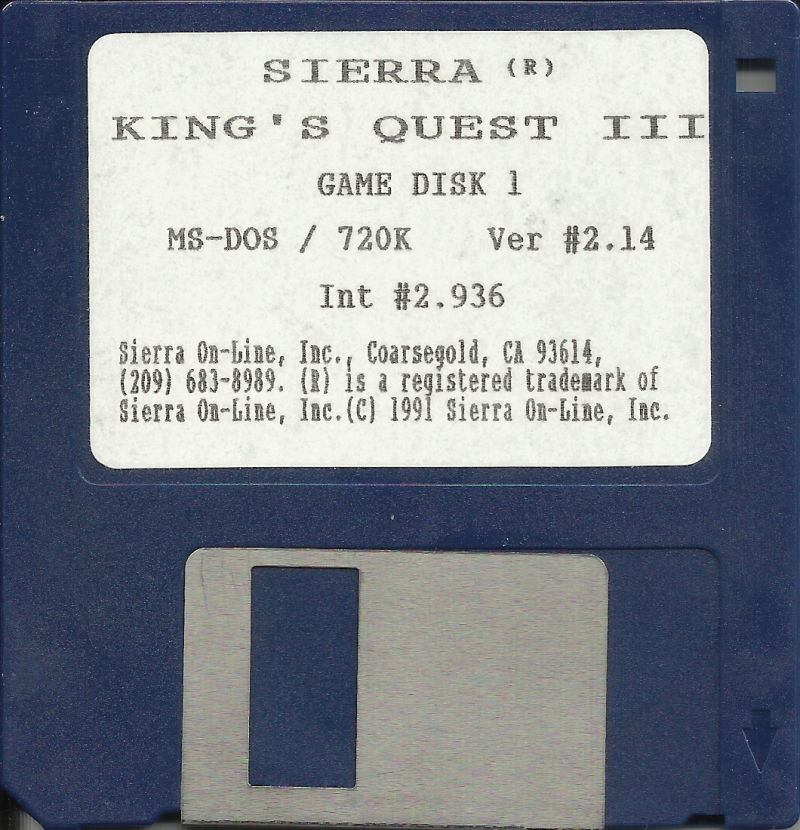 SIERRA (R)
KING'S QUEST III
GAME DISK 1
MS-DOS / 720K Ver #2.14
Int #2.936
Sierra On-Line, Inc., Coarsegold, CA 93614,
(209) 683-8989. (R) is a registered trademark of
Sierra On-Line, Inc.(C) 1991 Sierra On-Line, Inc.